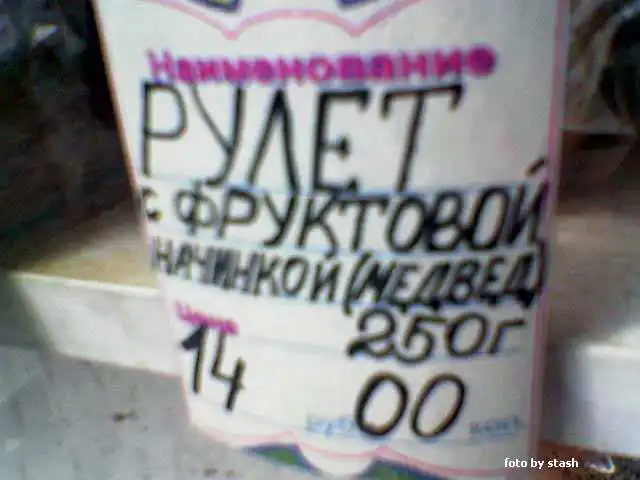 Наименование
РУЛЕТ
с ФРУКТОВОЙ
НАЧИНКОЙ (МЕДВЕД)
250г
Цена
14 00
foto by stash